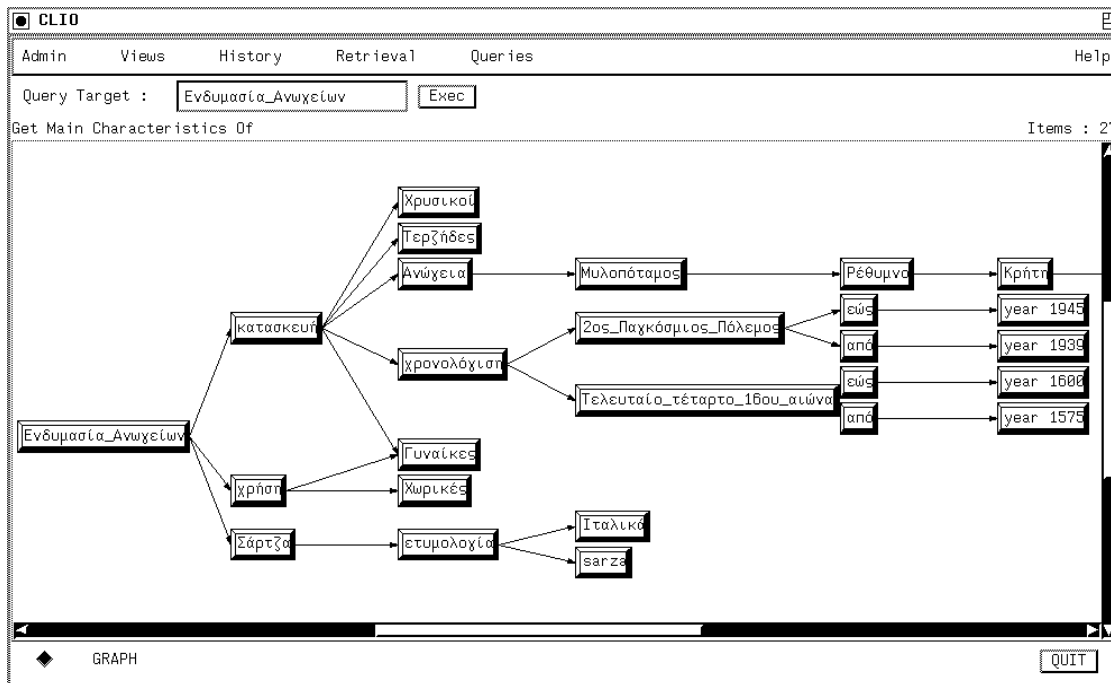 CLIO
Admin Views History Retrieval Queries Help
Query Target : Ενδυμασία_Ανωγείων Exec
Get Main Characteristics Of Items : 27
Χρυσικοί
Τερζήδες
Ανώγεια Μυλοπόταμος Ρέθυμνο Κρήτη
κατασκευή 2ος_Παγκόσμιος_Πόλεμος εώς year 1945
από year 1939
χρονολόγιση
εώς year 1600
Τελευταίο_τέταρτο_16ου_αιώνα
από year 1575
Ενδυμασία_Ανωγείων
Γυναίκες
χρήση Χωρικές
Ιταλικά
Σάρτζα ετυμολογία
sarza
GRAPH QUIT